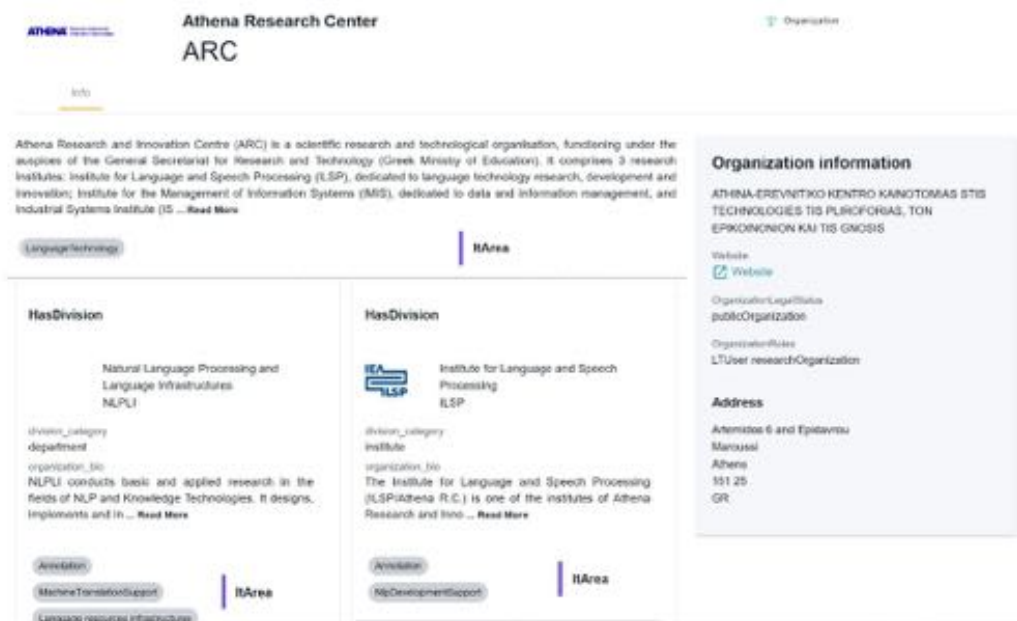 ATHENA
Athena Research Center
ARC
Organization
Info
Athena Research and Innovation Centre (ARC) is a scientific research and technological organisation, functioning under the
auspices of the General Secretariat for Research and Technology (Greek Ministry of Education). It comprises 3 research
institutes: Institute for Language and Speech Processing (ILSP), dedicated to language technology research, development and
innovation; Institute for the Management of Information Systems (IMIS), dedicated to data and information management, and
Industrial Systems Institute (IS ... Read More
LanguageTechnology
ltArea
HasDivision
Natural Language Processing and
Language Infrastructures
NLPLI
division_category
department
organization_bio
NLPLI conducts basic and applied research in the
fields of NLP and Knowledge Technologies. It designs,
implements and in ... Read More
Annotation
MachineTranslationSupport
Language resources infrastructures
ltArea
HasDivision
IEA
ILSP
Institute for Language and Speech
Processing
ILSP
division_category
institute
organization_bio
The Institute for Language and Speech Processing
(ILSP/Athena R.C.) is one of the institutes of Athena
Research and Inno ... Read More
Annotation
NlpDevelopmentSupport
ltArea
Organization information
ATHINA-EREVNITIKO KENTRO KAINOTOMIAS STIS
TECHNOLOGIES TIS PLIROFORIAS, TON
EPIKOINONION KAI TIS GNOSIS
Website
Website
OrganizationLegalStatus
publicOrganization
OrganizationRoles
LTUser researchOrganization
Address
Artemidos 6 and Epidavrou
Maroussi
Athens
151 25
GR